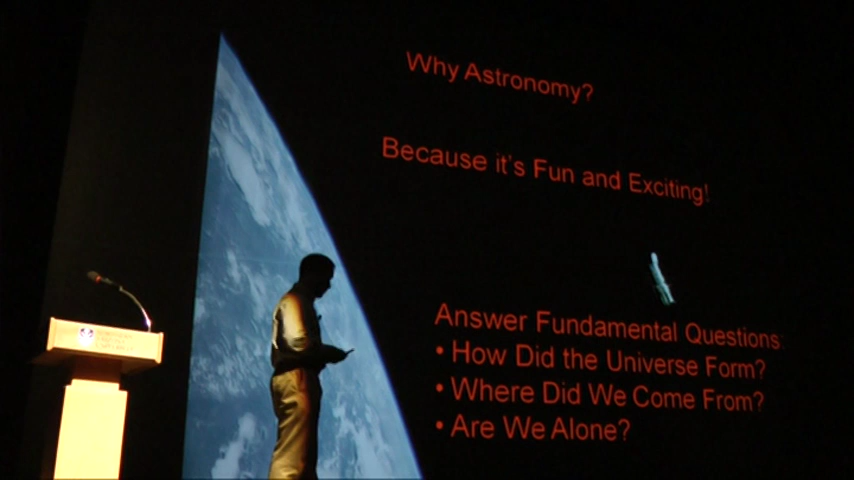 Why Astronomy?
Because it's Fun and Exciting!
Answer Fundamental Questions:
• How Did the Universe Form?
• Where Did We Come From?
• Are We Alone?